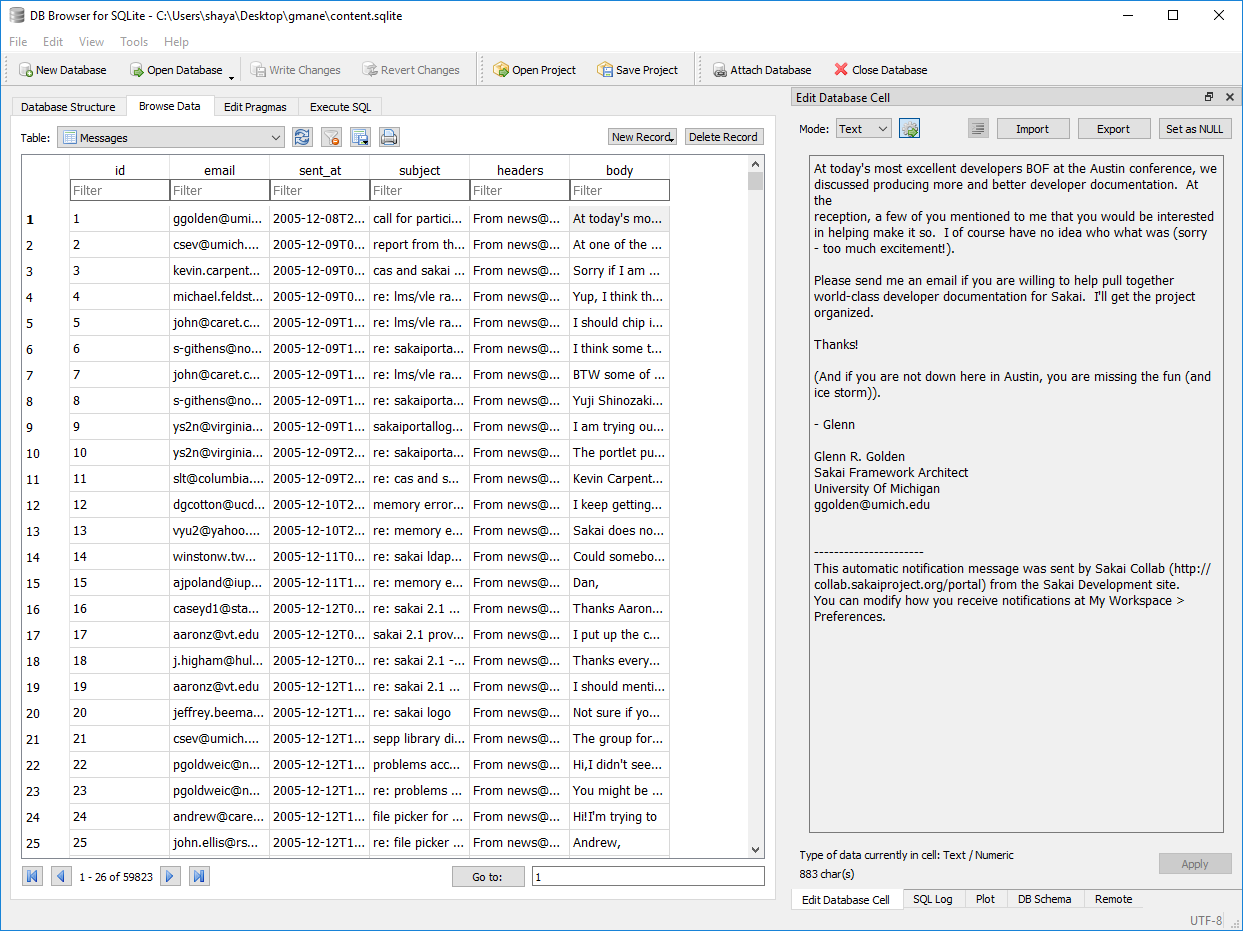 DB Browser for SQLite - C:\Users\shaya\Desktop\gmane\content.sqlite
File Edit View Tools Help
New Database Open Database Write Changes Revert Changes Open Project Save Project Attach Database Close Database
Database Structure Browse Data Edit Pragmas Execute SQL
Table: Messages New Record Delete Record
id email sent_at subject headers body
Filter Filter Filter Filter Filter Filter
1 1 ggolden@umi... 2005-12-08T2... call for partici... From news@... At today's mo...
2 2 csev@umich.... 2005-12-09T0... report from th... From news@... At one of the ...
3 3 kevin.carpent... 2005-12-09T0... cas and sakai ... From news@... Sorry if I am ...
4 4 michael.feldst... 2005-12-09T0... re: lms/vle ra... From news@... Yup, I think th...
5 5 john@caret.c... 2005-12-09T1... re: lms/vle ra... From news@... I should chip i...
6 6 s-githens@no... 2005-12-09T1... re: sakaiporta... From news@... I think some t...
7 7 john@caret.c... 2005-12-09T1... re: lms/vle ra... From news@... BTW some of ...
8 8 s-githens@no... 2005-12-09T1... re: sakaiporta... From news@... Yuji Shinozaki...
9 9 ys2n@virginia... 2005-12-09T1... sakaiportallog... From news@... I am trying ou...
10 10 ys2n@virginia... 2005-12-09T2... re: sakaiporta... From news@... The portlet pu...
11 11 slt@columbia.... 2005-12-09T2... re: cas and s... From news@... Kevin Carpent...
12 12 dgcotton@ucd... 2005-12-10T2... memory error... From news@... I keep getting...
13 13 vyu2@yahoo.... 2005-12-10T2... re: memory e... From news@... Sakai does no...
14 14 winstonw.tw... 2005-12-11T0... re: sakai ldap... From news@... Could somebo...
15 15 ajpoland@iup... 2005-12-11T1... re: memory e... From news@... Dan,
16 16 caseyd1@sta... 2005-12-12T0... re: sakai 2.1 ... From news@... Thanks Aaron...
17 17 aaronz@vt.edu 2005-12-12T0... sakai 2.1 prov... From news@... I put up the c...
18 18 j.higham@hul... 2005-12-12T0... re: sakai 2.1 -... From news@... Thanks every...
19 19 aaronz@vt.edu 2005-12-12T1... re: sakai 2.1 ... From news@... I should menti...
20 20 jeffrey.beema... 2005-12-12T1... re: sakai logo From news@... Not sure if yo...
21 21 csev@umich.... 2005-12-12T1... sepp library di... From news@... The group for...
22 22 pgoldweic@n... 2005-12-12T1... problems acc... From news@... Hi,I didn't see...
23 23 pgoldweic@n... 2005-12-12T1... re: problems ... From news@... You might be ...
24 24 andrew@care... 2005-12-12T1... file picker for ... From news@... Hi!I'm trying to
25 25 john.ellis@rs... 2005-12-12T1... re: file picker ... From news@... Andrew,
1 - 26 of 59823 Go to: 1
Edit Database Cell
Mode: Text Import Export Set as NULL
At today's most excellent developers BOF at the Austin conference, we
discussed producing more and better developer documentation. At
the
reception, a few of you mentioned to me that you would be interested
in helping make it so. I of course have no idea who what was (sorry
- too much excitement!).
Please send me an email if you are willing to help pull together
world-class developer documentation for Sakai. I'll get the project
organized.
Thanks!
(And if you are not down here in Austin, you are missing the fun (and
ice storm)).
- Glenn
Glenn R. Golden
Sakai Framework Architect
University Of Michigan
ggolden@umich.edu
----------------------
This automatic notification message was sent by Sakai Collab (http://
collab.sakaiproject.org/portal) from the Sakai Development site.
You can modify how you receive notifications at My Workspace >
Preferences.
Type of data currently in cell: Text / Numeric
883 char(s)
Apply
Edit Database Cell SQL Log Plot DB Schema Remote
UTF-8